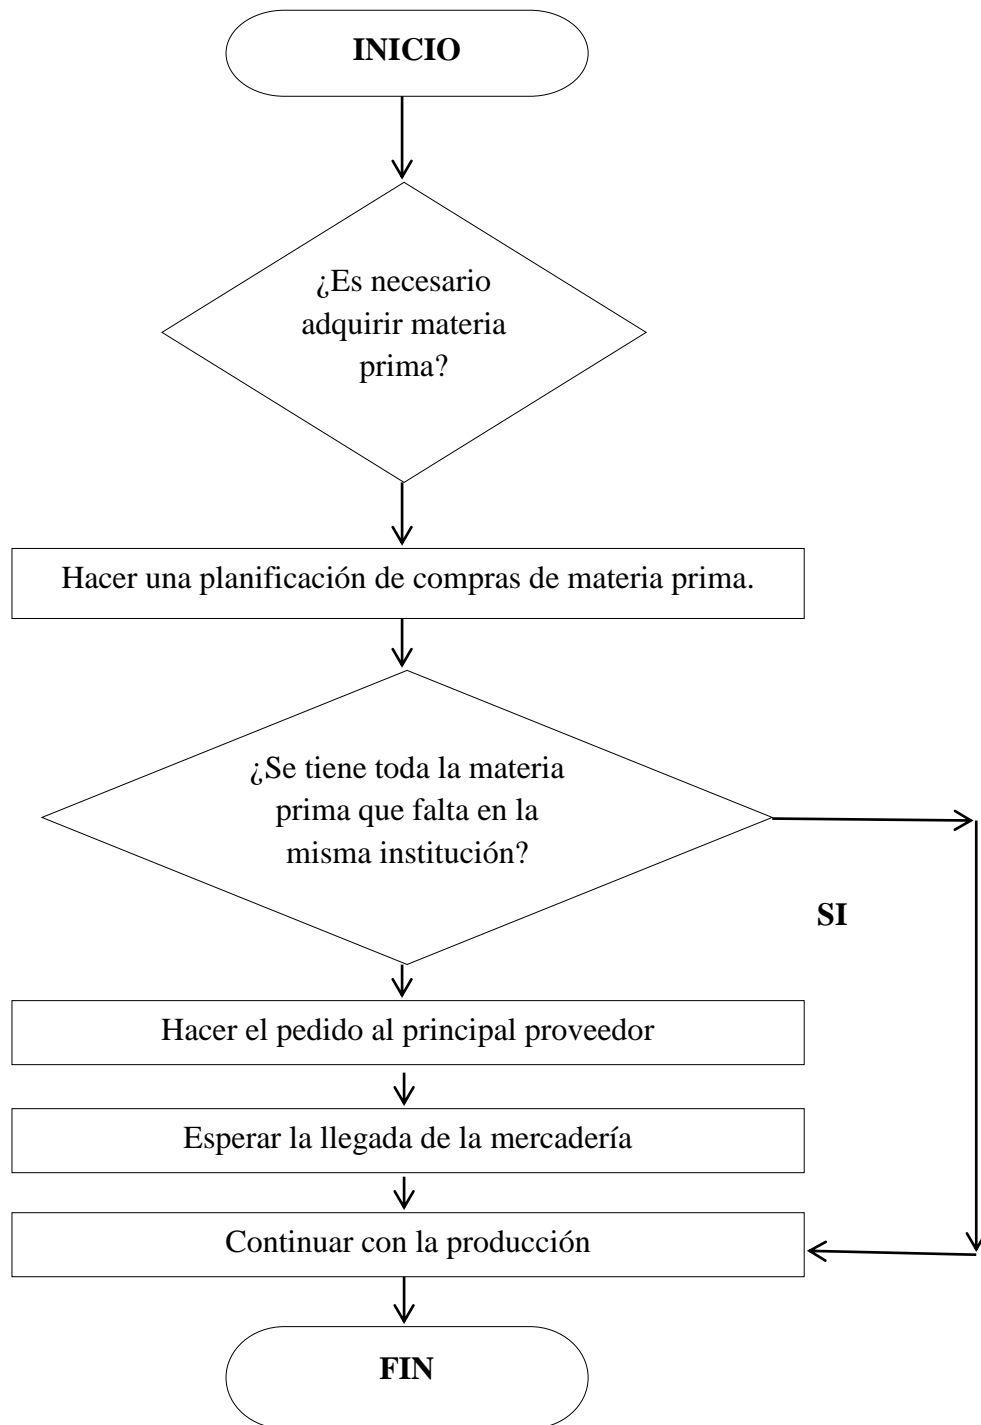 INICIO
¿Es necesario
adquirir materia
prima?
Hacer una planificación de compras de materia prima.
¿Se tiene toda la materia
prima que falta en la
misma institución?
SI
Hacer el pedido al principal proveedor
Esperar la llegada de la mercadería
Continuar con la producción
FIN